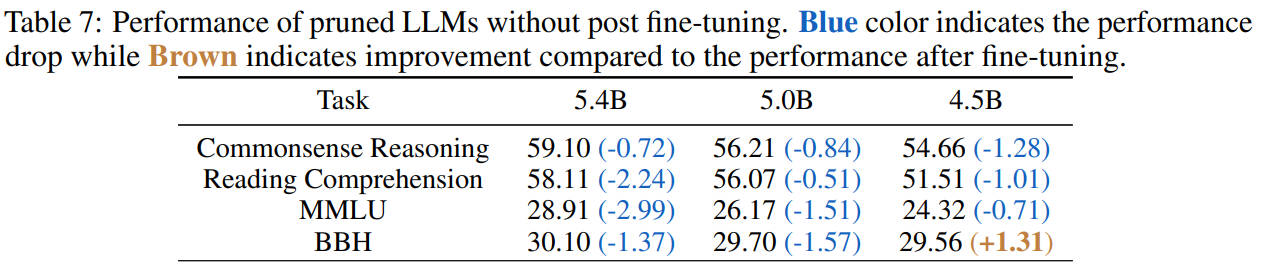 Table 7: Performance of pruned LLMs without post fine-tuning. Blue color indicates the performance
drop while Brown indicates improvement compared to the performance after fine-tuning.
Task 5.4B 5.0B 4.5B
Commonsense Reasoning 59.10 (-0.72) 56.21 (-0.84) 54.66 (-1.28)
Reading Comprehension 58.11 (-2.24) 56.07 (-0.51) 51.51 (-1.01)
MMLU 28.91 (-2.99) 26.17 (-1.51) 24.32 (-0.71)
BBH 30.10 (-1.37) 29.70 (-1.57) 29.56 (+1.31)